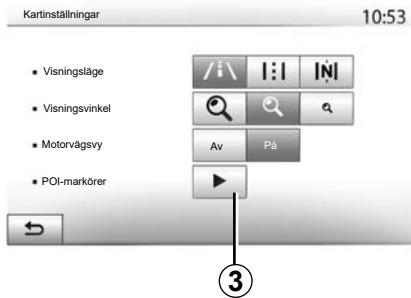 Kartinställningar 10:53
Visningsläge
N
Visningsvinkel
Motorvägsvy Av På
POI-markörer
3